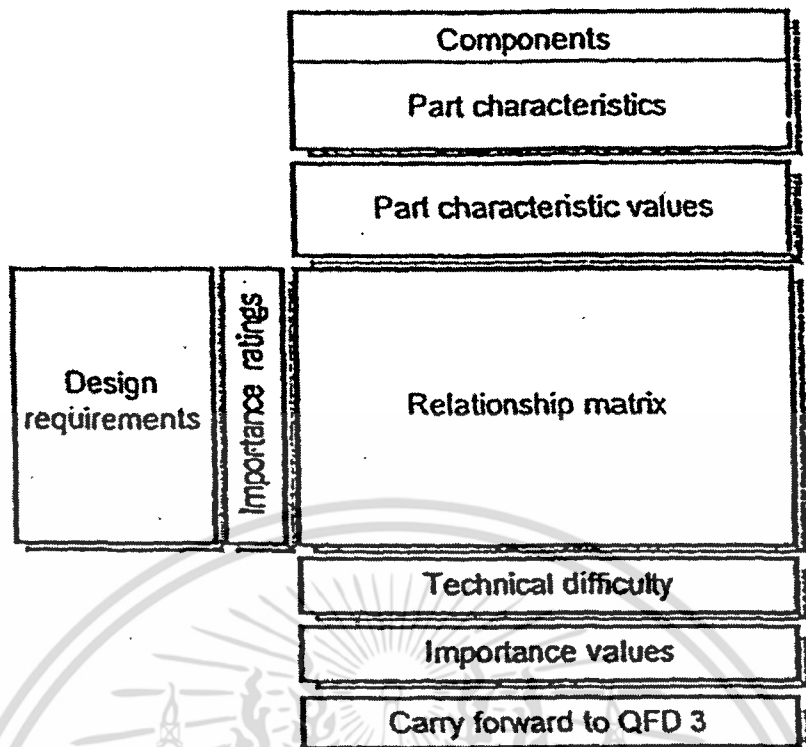 Components
Part characteristics
Part characteristic values
Design
requirements
Importance ratings
Relationship matrix
Technical difficulty
Importance values
Carry forward to QFD 3